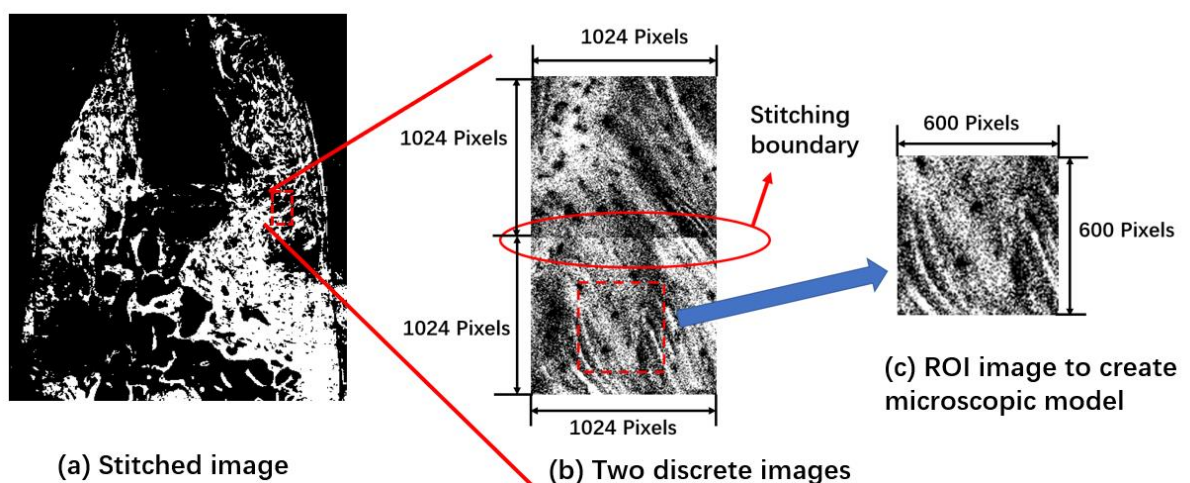 1024 Pixels
1024 Pixels
1024 Pixels
1024 Pixels
Stitching
boundary
600 Pixels
600 Pixels
(a) Stitched image
(b) Two discrete images
(c) ROI image to create
microscopic model